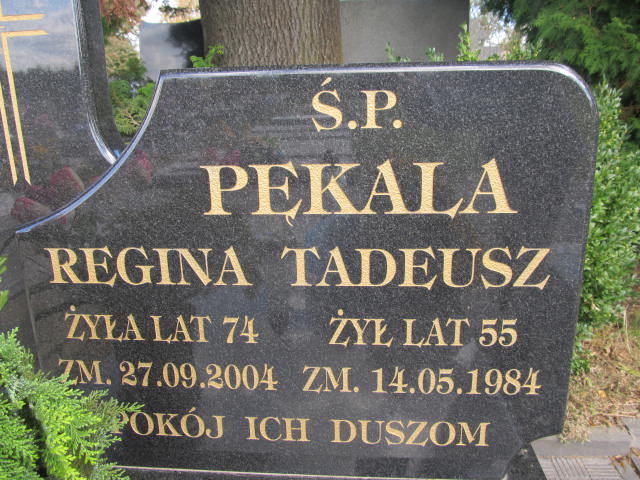 Ś.P.
PĘKALA
REGINA TADEUSZ
ŻYŁA LAT 74 ŻYŁ LAT 55
ZM. 27.09.2004 ZM. 14.05.1984
POKÓJ ICH DUSZOM